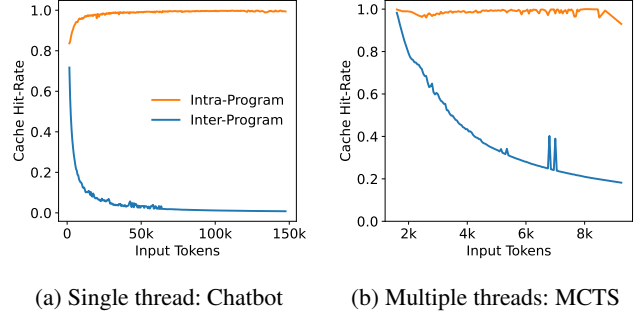 Cache Hit-Rate
1.0
0.8
0.6
0.4
0.2
0.0
Intra-Program
Inter-Program
0
50k
100k
150k
Input Tokens
(a) Single thread: Chatbot
Cache Hit-Rate
1.0
0.8
0.6
0.4
0.2
0.0
2k
4k
6k
8k
Input Tokens
(b) Multiple threads: MCTS